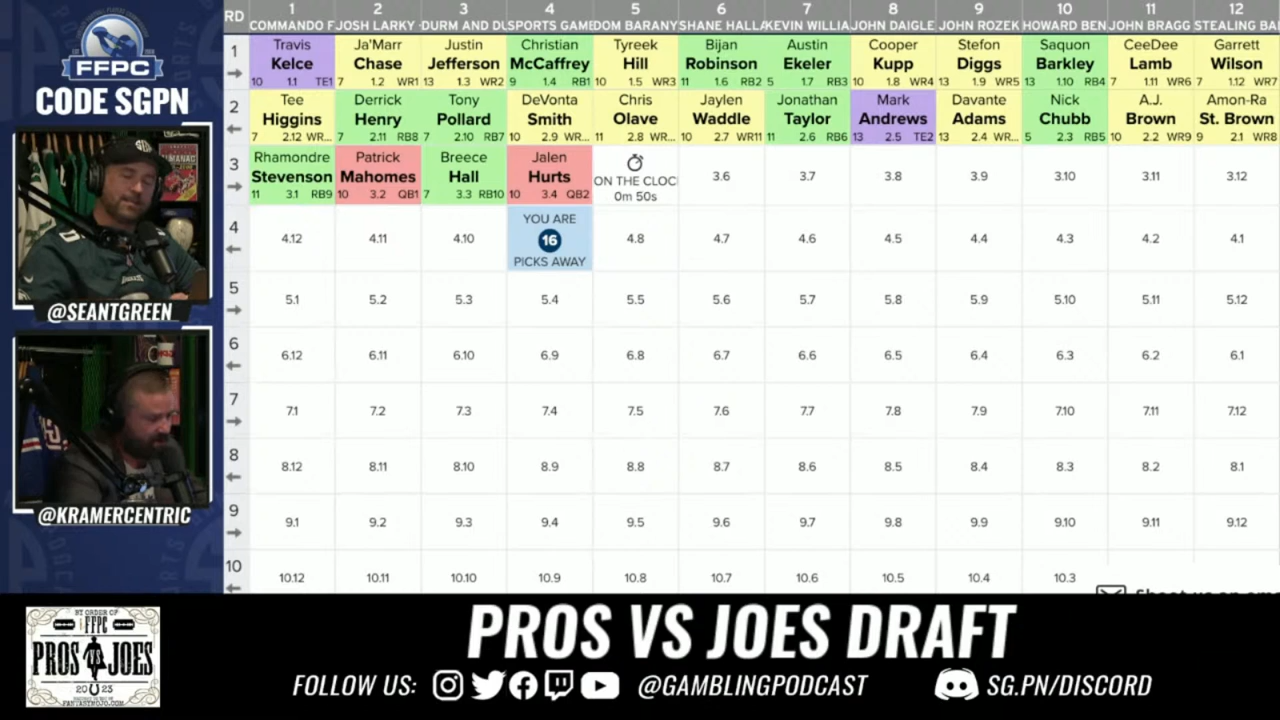 FFPC
CODE SGPN
@SEANTGREEN
@KRAMERCENTRIC
RD 1 2 3 4 5 6 7 8 9 10 11 12
COMMANDO F JOSH LARKY DURM AND DU SPORTS GAME DOM BARANY SHANE HALLA KEVIN WILLIA JOHN DAIGLE JOHN ROZEK HOWARD BEN JOHN BRAGG STEALING BA
1 Travis Ja'Marr Justin Christian Tyreek Bijan Austin Cooper Stefon Saquon CeeDee Garrett
Kelce Chase Jefferson McCaffrey Hill Robinson Ekeler Kupp Diggs Barkley Lamb Wilson
10 1.1 TE1 7 1.2 WR1 13 1.3 WR2 9 1.4 RB1 10 1.5 WR3 11 1.6 RB2 5 1.7 RB3 10 1.8 WR4 13 1.9 WR5 11 1.10 RB4 7 1.11 WR6 7 1.12 WR7
2 Tee Derrick Tony DeVonta Chris Jaylen Jonathan Mark Davante Nick A.J. Amon-Ra
Higgins Henry Pollard Smith Olave Waddle Taylor Andrews Adams Chubb Brown St. Brown
7 2.12 WR... 7 2.11 RB8 7 2.10 RB7 10 2.9 WR... 11 2.8 WR... 10 2.7 WR11 11 2.6 RB6 13 2.5 TE2 13 2.4 WR... 5 2.3 RB5 10 2.2 WR9 9 2.1 WR8
3 Rhamondre Patrick Breece Jalen
Stevenson Mahomes Hall Hurts ON THE CLOC 3.6 3.7 3.8 3.9 3.10 3.11 3.12
11 3.1 RB9 10 3.2 QB1 7 3.3 RB10 10 3.4 QB2 0m 50s
4 4.12 4.11 4.10 YOU ARE 16 PICKS AWAY 4.8 4.7 4.6 4.5 4.4 4.3 4.2 4.1
5 5.1 5.2 5.3 5.4 5.5 5.6 5.7 5.8 5.9 5.10 5.11 5.12
6 6.12 6.11 6.10 6.9 6.8 6.7 6.6 6.5 6.4 6.3 6.2 6.1
7 7.1 7.2 7.3 7.4 7.5 7.6 7.7 7.8 7.9 7.10 7.11 7.12
8 8.12 8.11 8.10 8.9 8.8 8.7 8.6 8.5 8.4 8.3 8.2 8.1
9 9.1 9.2 9.3 9.4 9.5 9.6 9.7 9.8 9.9 9.10 9.11 9.12
10 10.12 10.11 10.10 10.9 10.8 10.7 10.6 10.5 10.4 10.3
BY ORDER OF
FFPC
PROS VS JOES
2023
FANTASYMOJO.COM
PROS VS JOES DRAFT
FOLLOW US: @GAMBLINGPODCAST SG.PN/DISCORD